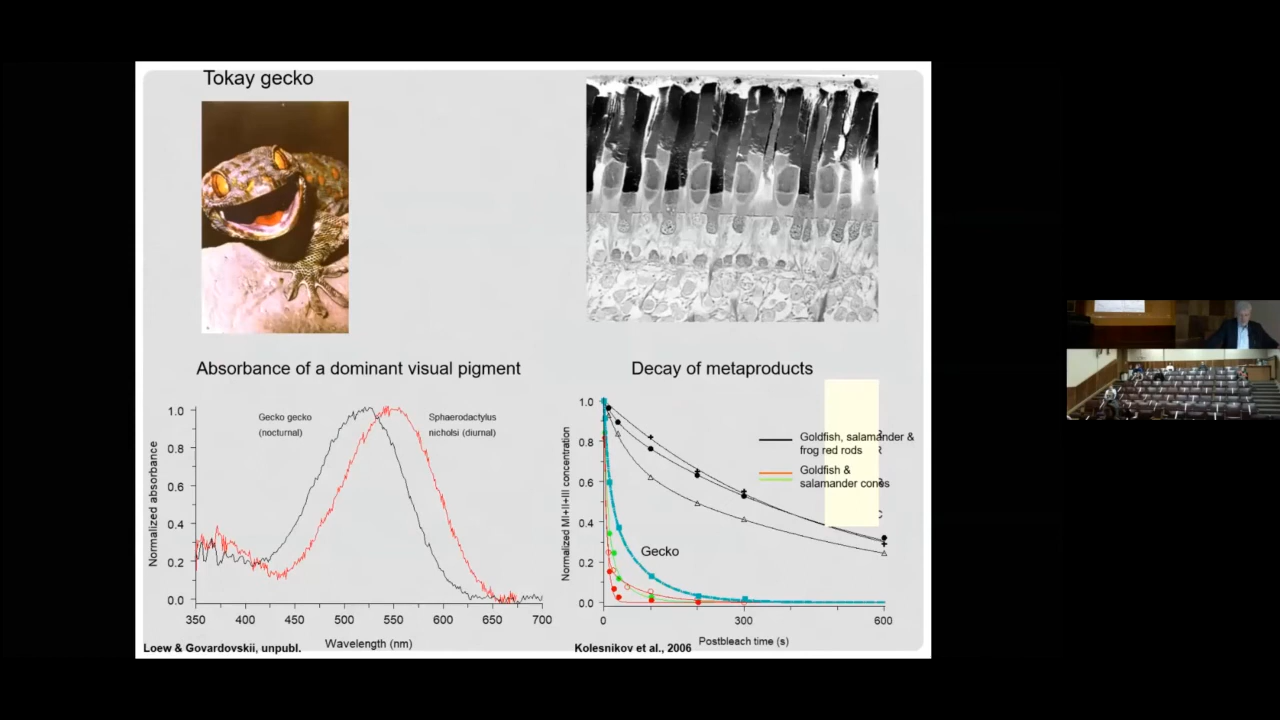 Tokay gecko
Absorbance of a dominant visual pigment
Gecko gecko
(nocturnal)
Sphaerodactylus
nicholsi (diurnal)
Normalized absorbance
1.0
0.8
0.6
0.4
0.2
0.0
350 400 450 500 550 600 650 700
Wavelength (nm)
Loew & Govardovskii, unpubl.
Decay of metaproducts
Normalized MI+II+III concentration
1.0
0.8
0.6
0.4
0.2
0.0
Goldfish, salamander &
frog red rods
Goldfish &
salamander cones
Gecko
0 300 600
Postbleach time (s)
Kolesnikov et al., 2006